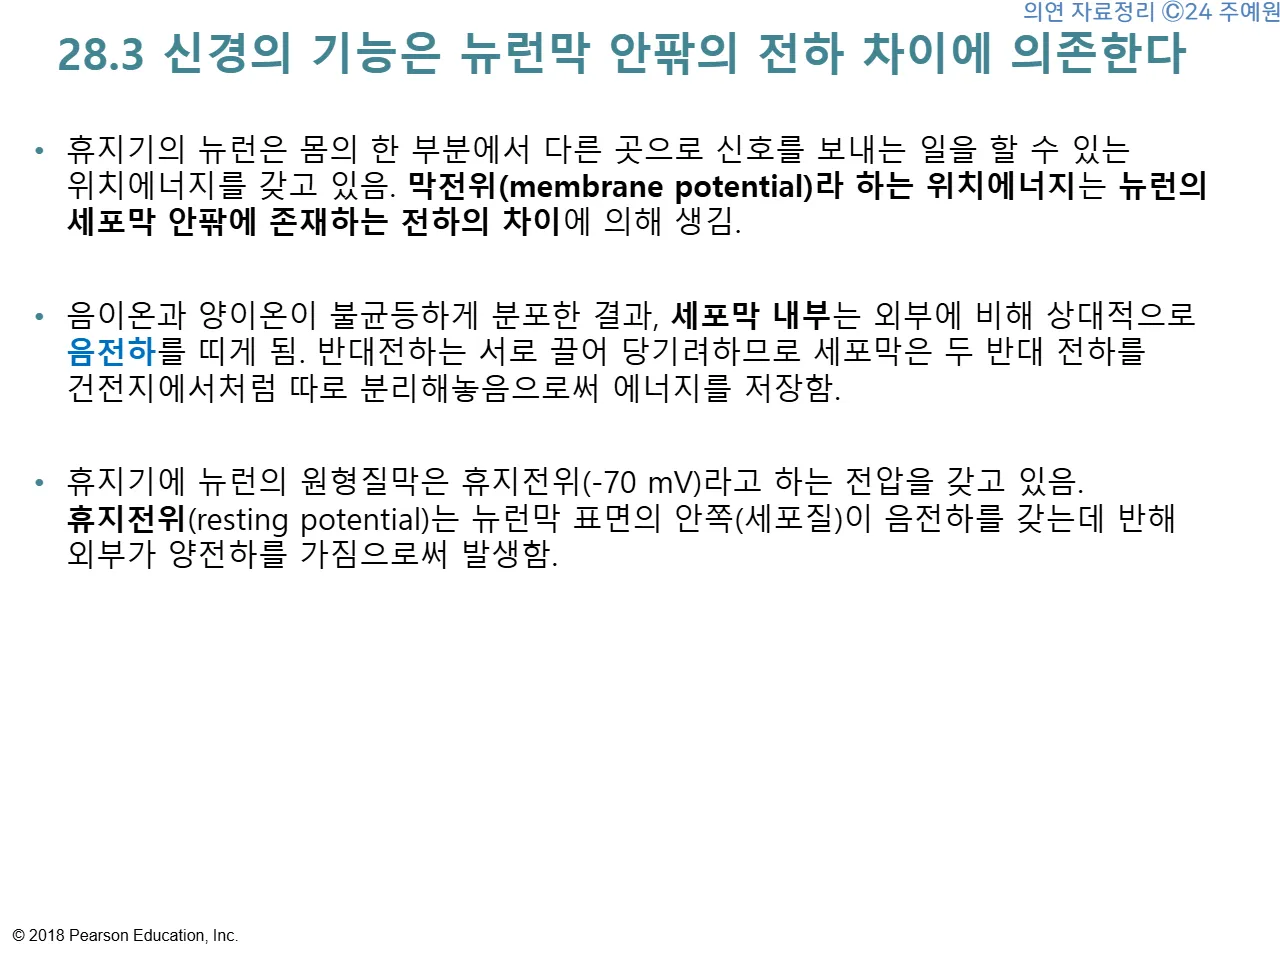 의연 자료정리 Ⓒ24 주예원
28.3 신경의 기능은 뉴런막 안팎의 전하 차이에 의존한다
• 휴지기의 뉴런은 몸의 한 부분에서 다른 곳으로 신호를 보내는 일을 할 수 있는
위치에너지를 갖고 있음. 막전위(membrane potential)라 하는 위치에너지는 뉴런의
세포막 안팎에 존재하는 전하의 차이에 의해 생김.
• 음이온과 양이온이 불균등하게 분포한 결과, 세포막 내부는 외부에 비해 상대적으로
음전하를 띠게 됨. 반대전하는 서로 끌어 당기려하므로 세포막은 두 반대 전하를
건전지에서처럼 따로 분리해놓음으로써 에너지를 저장함.
• 휴지기에 뉴런의 원형질막은 휴지전위(-70 mV)라고 하는 전압을 갖고 있음.
휴지전위(resting potential)는 뉴런막 표면의 안쪽(세포질)이 음전하를 갖는데 반해
외부가 양전하를 가짐으로써 발생함.
© 2018 Pearson Education, Inc.